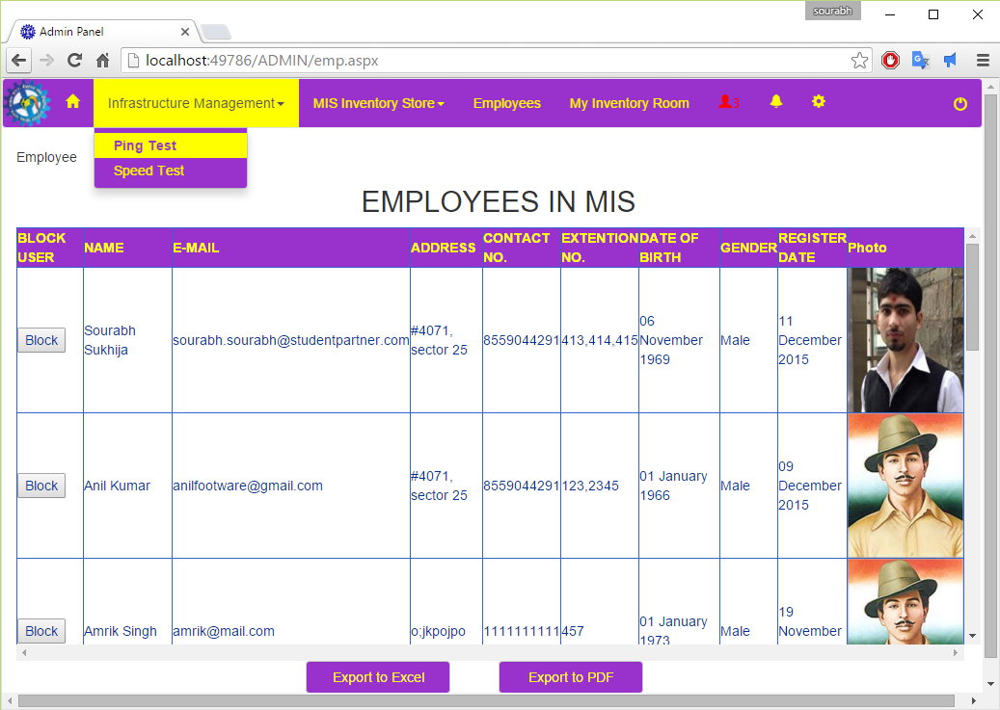 sourabh
Admin Panel
localhost:49786/ADMIN/emp.aspx
Infrastructure Management MIS Inventory Store Employees My Inventory Room 3
Ping Test
Speed Test
Employee
EMPLOYEES IN MIS
BLOCK USER NAME E-MAIL ADDRESS CONTACT NO. EXTENTION NO. DATE OF BIRTH GENDER REGISTER DATE Photo
Block Sourabh Sukhija sourabh.sourabh@studentpartner.com #4071, sector 25 8559044291 413,414,415 06 November 1969 Male 11 December 2015
Block Anil Kumar anilfootware@gmail.com #4071, sector 25 8559044291 123,2345 01 January 1966 Male 09 December 2015
Block Amrik Singh amrik@mail.com o;jkpojpo 1111111111 457 01 January 1973 Male 19 November
Export to Excel Export to PDF